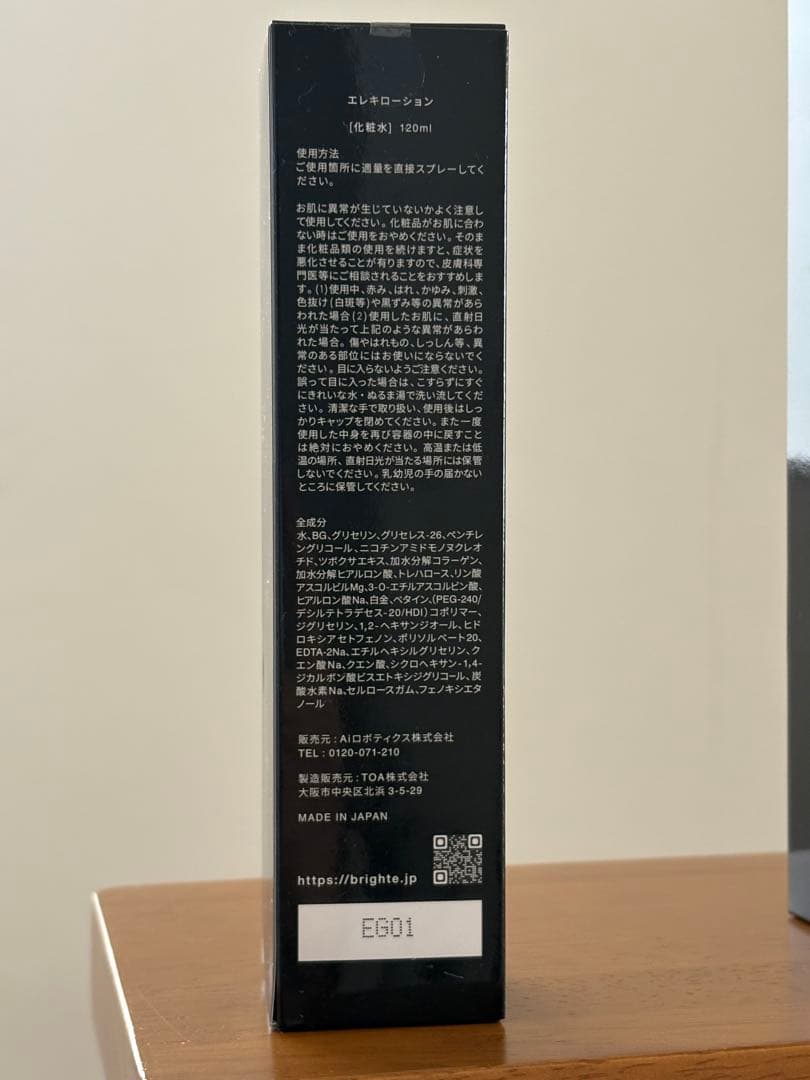 エレキローション
[化粧水] 120ml
使用方法
ご使用箇所に適量を直接スプレーしてく
ださい。
お肌に異常が生じていないかよく注意し
て使用してください。化粧品がお肌に合わ
ない時はご使用をおやめください。そのま
ま化粧品類の使用を続けますと、症状を
悪化させることが有りますので、皮膚科専
門医等にご相談されることをおすすめしま
す。(1)使用中、赤み、はれ、かゆみ、刺激、
色抜け(白斑等)や黒ずみ等の異常があら
われた場合(2)使用したお肌に、直射日
光が当たって上記のような異常があらわ
れた場合。傷やはれもの、しっしん等、異
常のある部位にはお使いにならないでく
ださい。目に入らないようご注意ください。
誤って目に入った場合は、こすらずにすぐ
にきれいな水・ぬるま湯で洗い流してくだ
さい。清潔な手で取り扱い、使用後はしっ
かりキャップを閉めてください。また一度
使用した中身を再び容器の中に戻すこと
は絶対におやめください。高温または低
温の場所、直射日光が当たる場所には保管
しないでください。乳幼児の手の届かない
ところに保管してください。
全成分
水、BG、グリセリン、グリセレス-26、ペンチレ
ングリコール、ニコチンアミドモノヌクレオ
チド、ツボクサエキス、加水分解コラーゲン、
加水分解ヒアルロン酸、トレハロース、リン酸
アスコルビルMg、3-O-エチルアスコルビン酸、
ヒアルロン酸Na、白金、ベタイン、(PEG-240/
デシルテトラデセス-20/HDI)コポリマー、
ジグリセリン、1,2-ヘキサンジオール、ヒド
ロキシアセトフェノン、ポリソルベート20、
EDTA-2Na、エチルヘキシルグリセリン、ク
エン酸Na、クエン酸、シクロヘキサン-1,4-
ジカルボン酸ビスエトキシジグリコール、炭
酸水素Na、セルロースガム、フェノキシエタ
ノール
販売元：Aiロボティクス株式会社
TEL：0120-071-210
製造販売元：TOA株式会社
大阪市中央区北浜 3-5-29
MADE IN JAPAN
https://brighte.jp
EG01